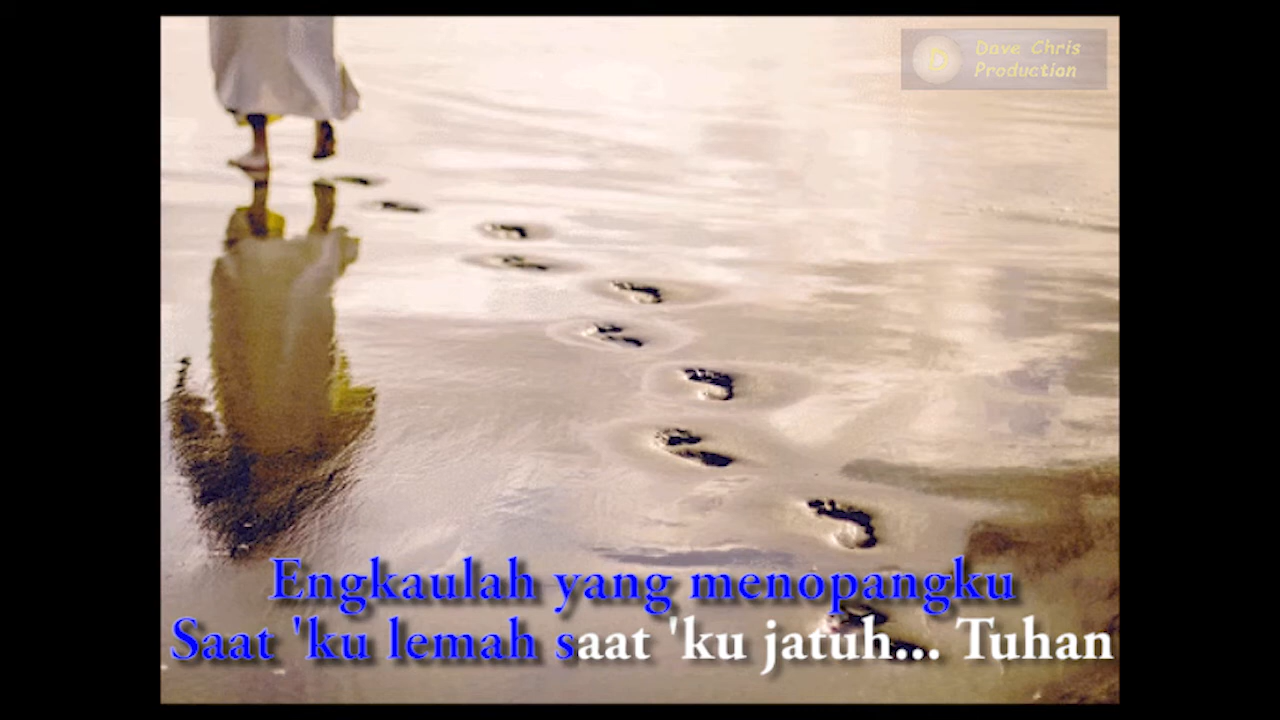 D
Dave Chris
Production
Engkaulah yang menopangku
Saat 'ku lemah saat 'ku jatuh... Tuhan